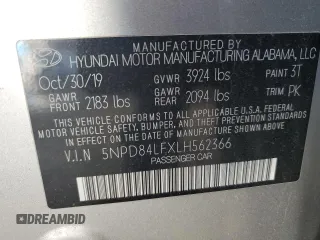 MANUFACTURED BY
HYUNDAI MOTOR MANUFACTURING ALABAMA, LLC
Oct/30/19 GVWR 3924 lbs PAINT 3T
GAWR FRONT 2183 lbs GAWR REAR 2094 lbs TRIM PK
THIS VEHICLE CONFORMS TO ALL APPLICABLE U.S.A. FEDERAL
MOTOR VEHICLE SAFETY, BUMPER, AND THEFT PREVENTION
STANDARDS IN EFFECT ON THE DATE OF MANUFACTURE SHOWN ABOVE.
V.I.N 5NPD84LFXLH562366
PASSENGER CAR
© DREAMBID DREAMBID.COM